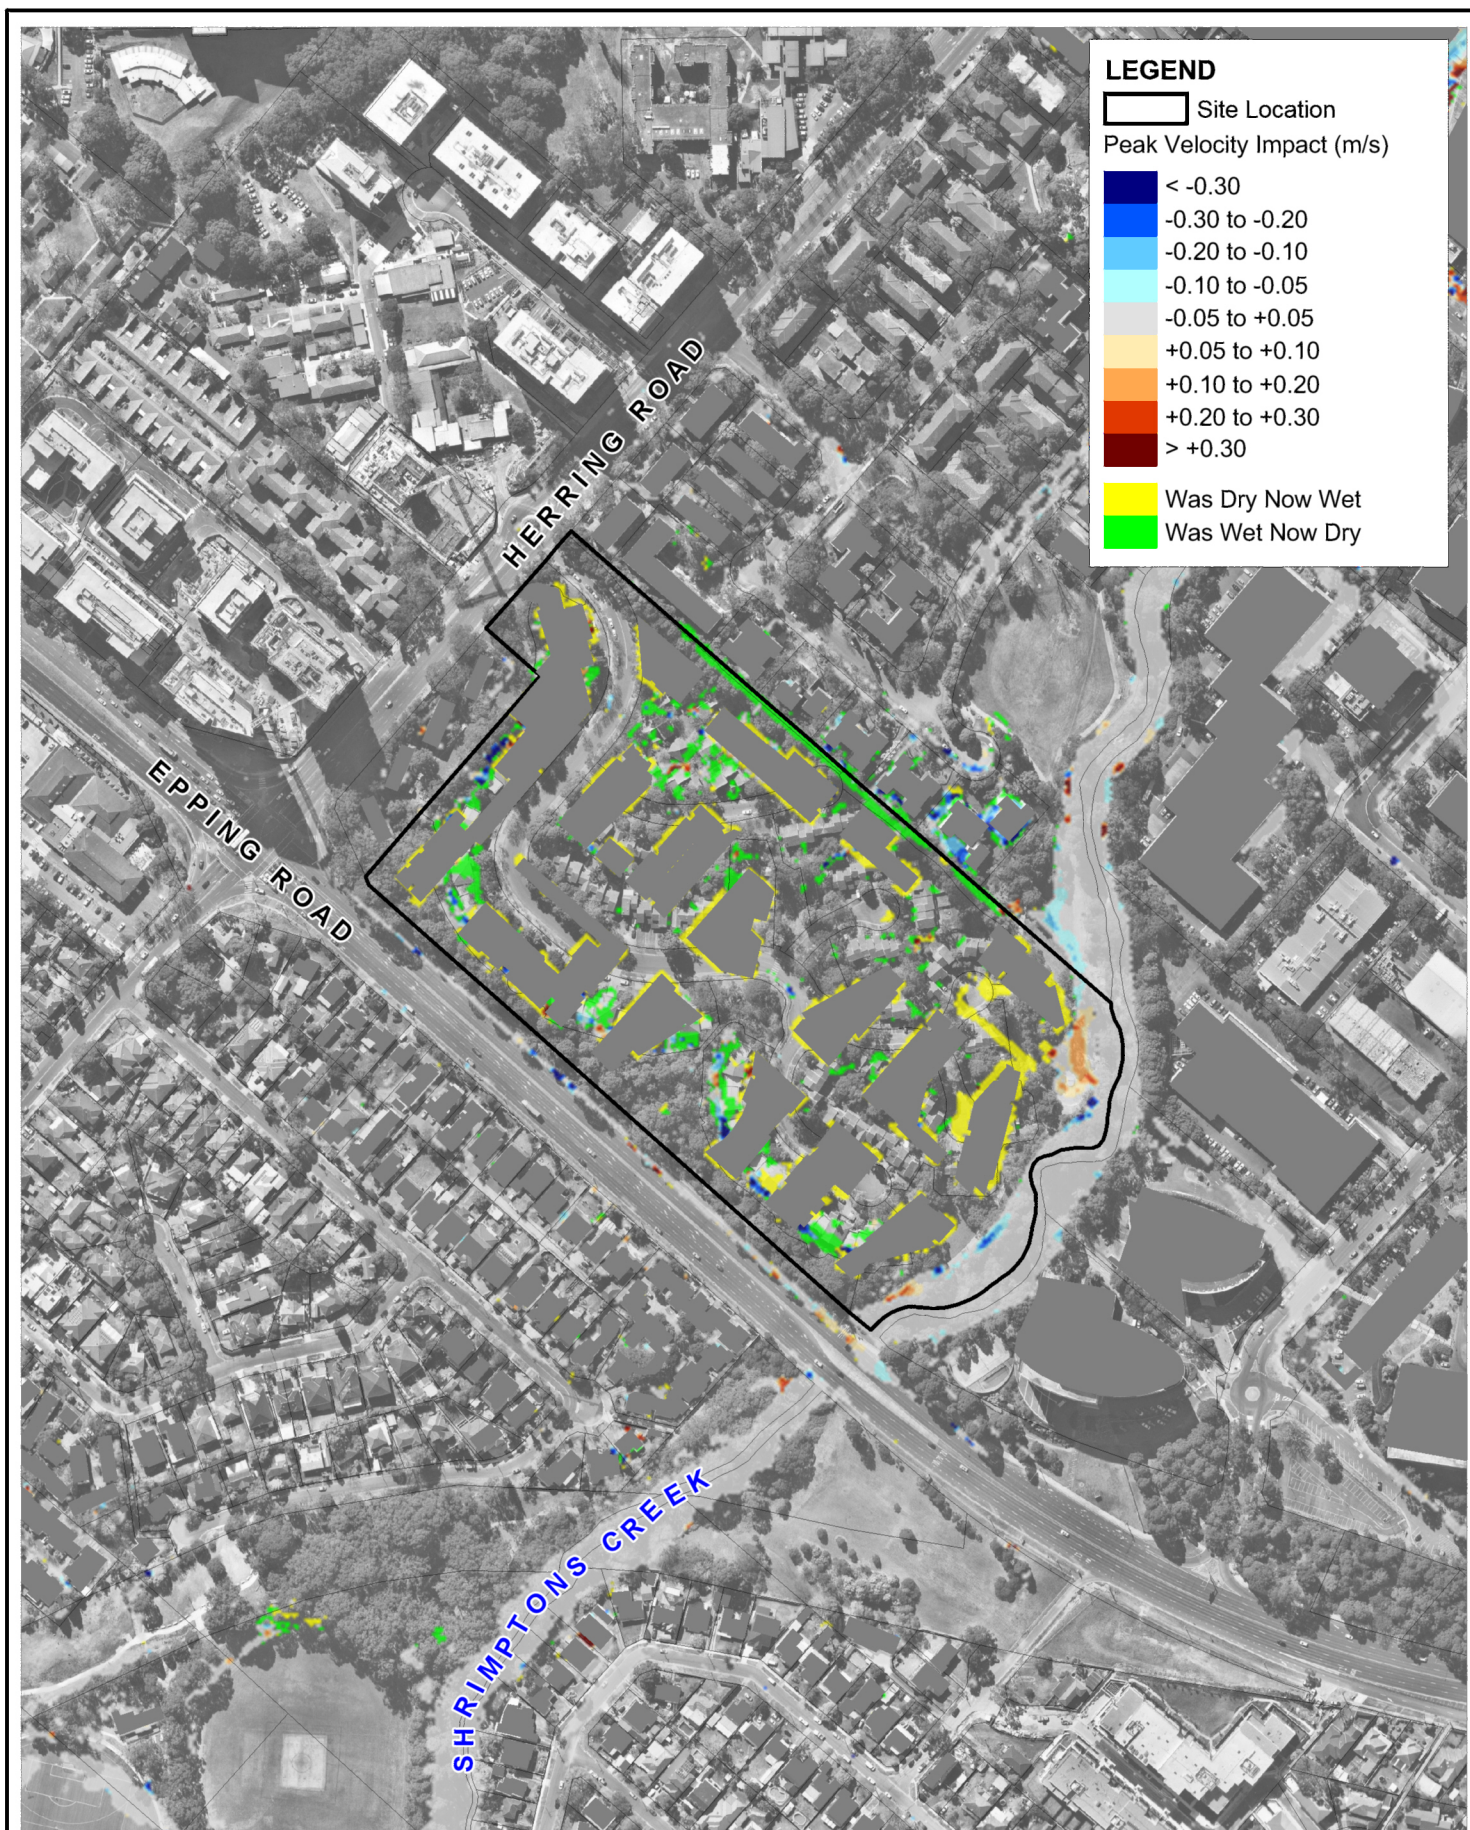 LEGEND
Site Location
Peak Velocity Impact (m/s)
< -0.30
-0.30 to -0.20
-0.20 to -0.10
-0.10 to -0.05
-0.05 to +0.05
+0.05 to +0.10
+0.10 to +0.20
+0.20 to +0.30
> +0.30
Was Dry Now Wet
Was Wet Now Dry
HERRING ROAD
EPPING ROAD
SHRIMPTONS CREEK